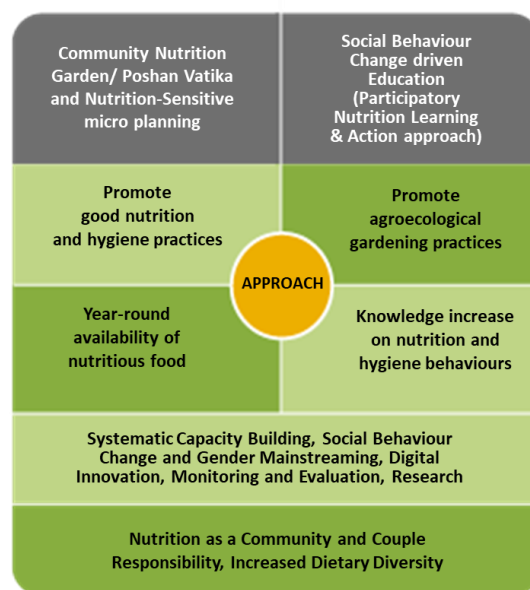 Community Nutrition
Garden/ Poshan Vatika
and Nutrition-Sensitive
micro planning
Social Behaviour
Change driven
Education
(Participatory
Nutrition Learning
& Action approach)
Promote
good nutrition
and hygiene practices
Promote
agroecological
gardening practices
APPROACH
Year-round
availability of
nutritious food
Knowledge increase
on nutrition and
hygiene behaviours
Systematic Capacity Building, Social Behaviour
Change and Gender Mainstreaming, Digital
Innovation, Monitoring and Evaluation, Research
Nutrition as a Community and Couple
Responsibility, Increased Dietary Diversity